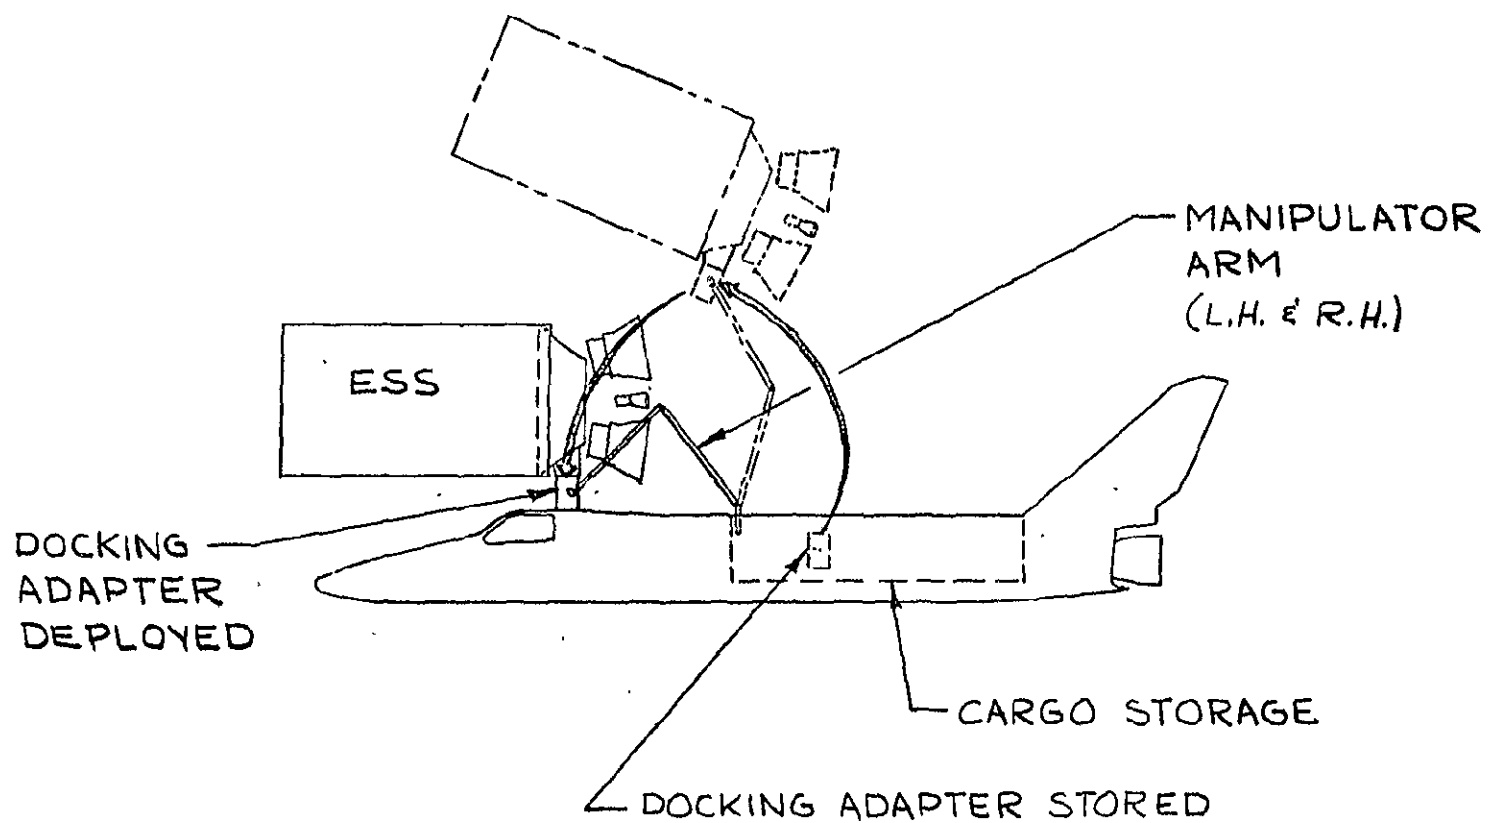 MANIPULATOR
ARM
(L.H. & R.H.)
ESS
DOCKING
ADAPTER
DEPLOYED
CARGO STORAGE
DOCKING ADAPTER STORED